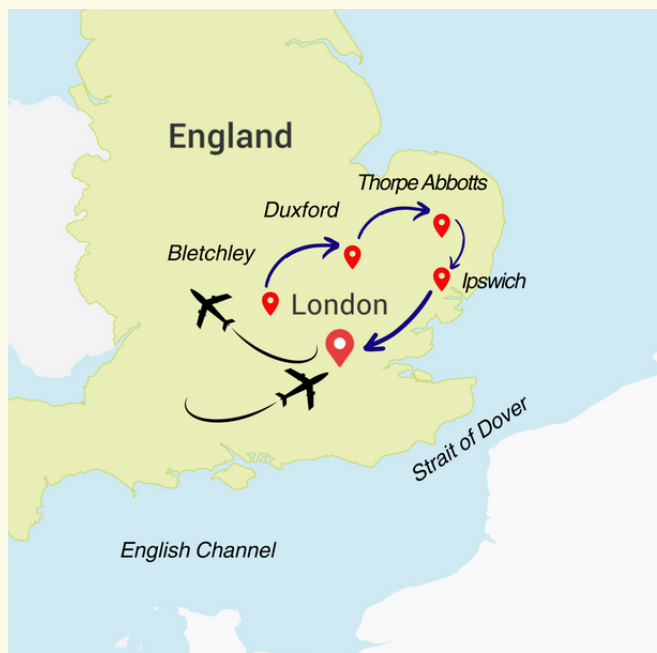 England
Thorpe Abbotts
Duxford
Bletchley
Ipswich
London
Strait of Dover
English Channel